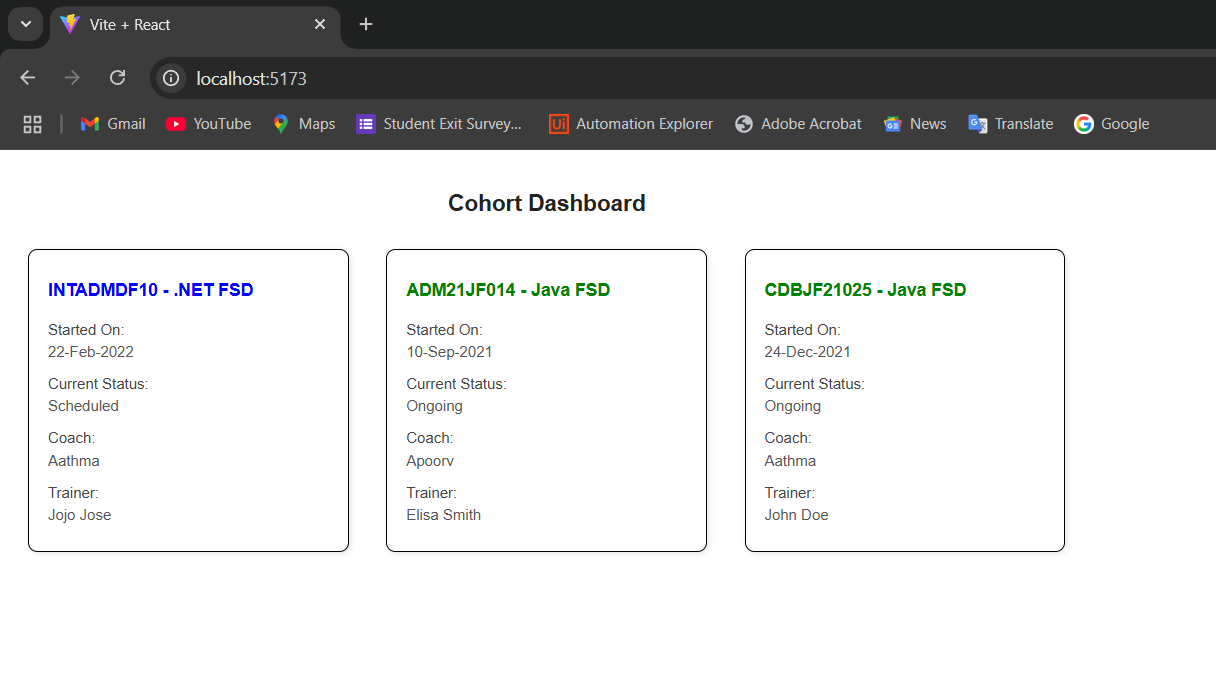 Vite + React
localhost:5173
Gmail YouTube Maps Student Exit Survey... Ui Automation Explorer Adobe Acrobat News Translate Google
Cohort Dashboard
INTADMDF10 - .NET FSD
Started On:
22-Feb-2022
Current Status:
Scheduled
Coach:
Aathma
Trainer:
Jojo Jose
ADM21JF014 - Java FSD
Started On:
10-Sep-2021
Current Status:
Ongoing
Coach:
Apoorv
Trainer:
Elisa Smith
CDBJF21025 - Java FSD
Started On:
24-Dec-2021
Current Status:
Ongoing
Coach:
Aathma
Trainer:
John Doe